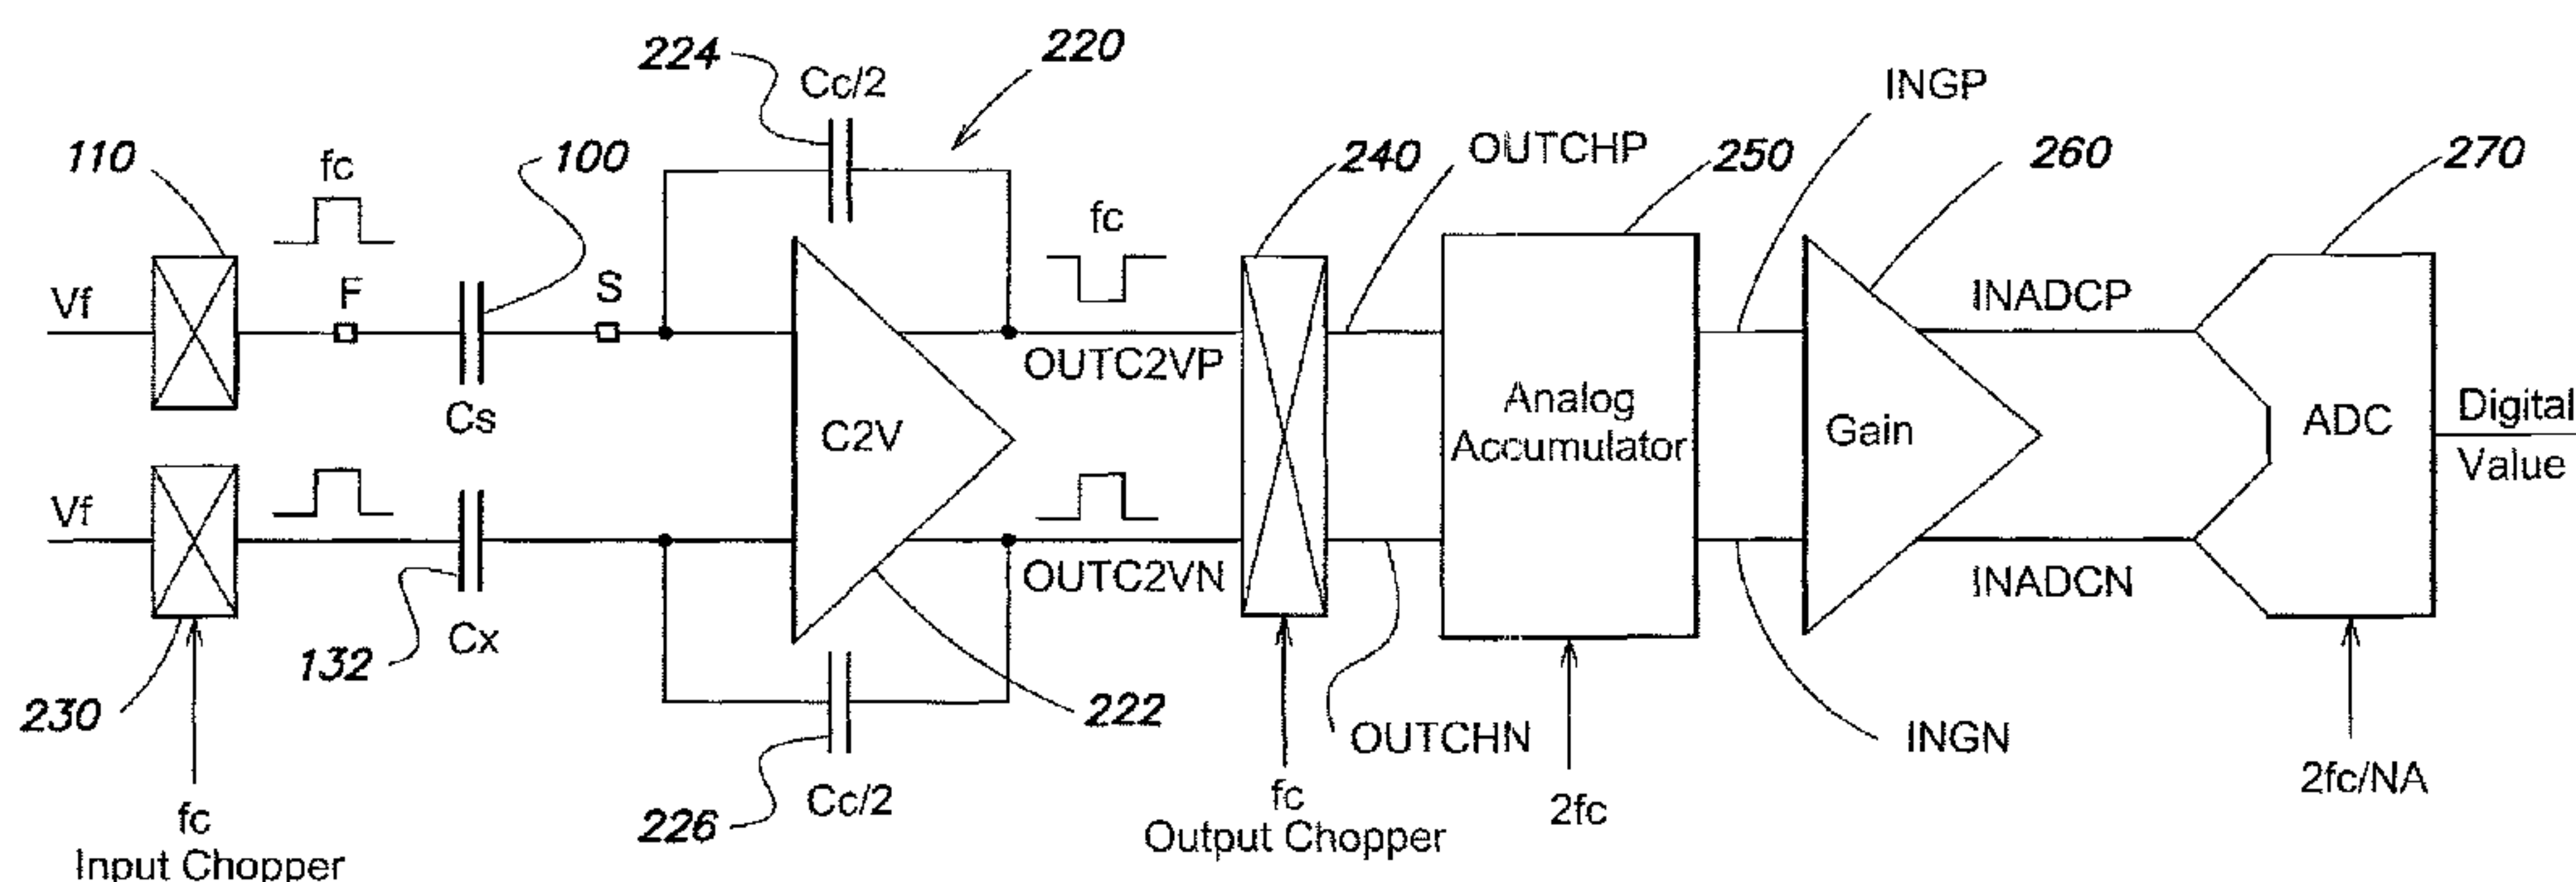 224
220
Cc/2
INGP
110
fc
100
fc
240
OUTCHP
250
260
270
Vf
F
S
INADCP
OUTC2VP
Cs
C2V
Analog
Accumulator
Gain
ADC
Digital
Value
Vf
OUTC2VN
INADCN
132
Cx
230
222
OUTCHN
INGN
226
Cc/2
fc
Input Chopper
fc
Output Chopper
2fc
2fc/NA